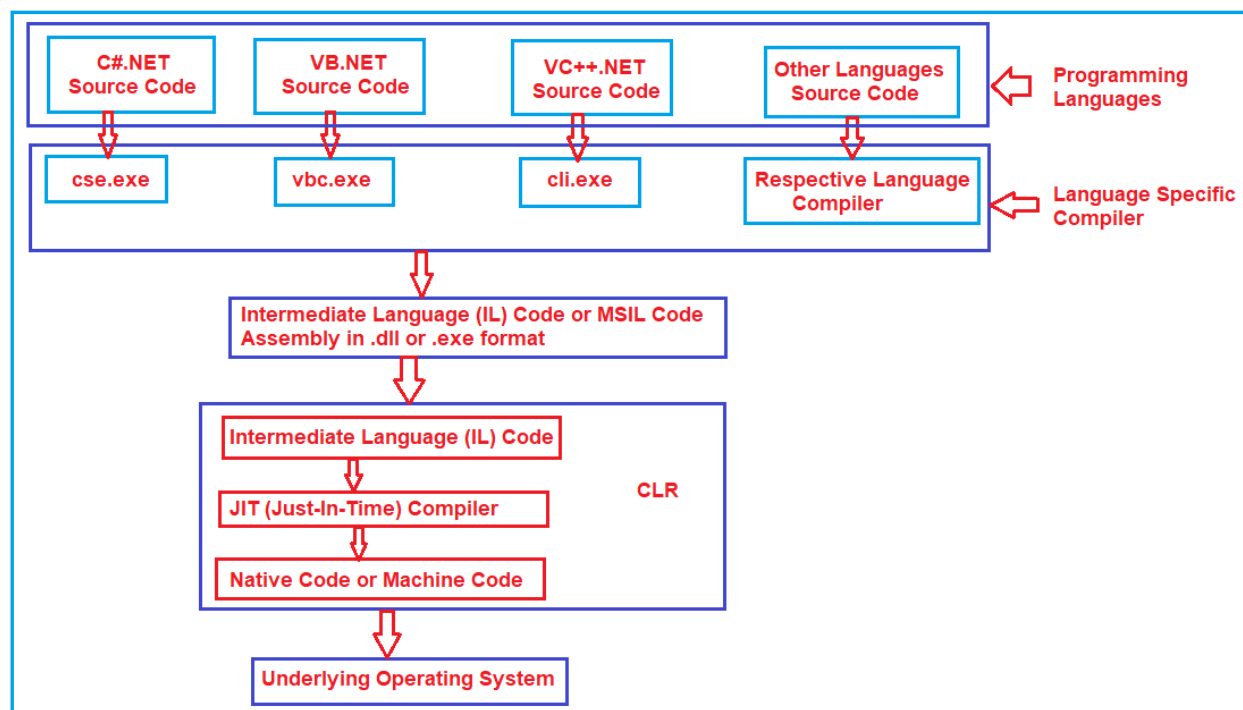 C#.NET
Source Code
VB.NET
Source Code
VC++.NET
Source Code
Other Languages
Source Code
Programming
Languages
cse.exe
vbc.exe
cli.exe
Respective Language
Compiler
Language Specific
Compiler
Intermediate Language (IL) Code or MSIL Code
Assembly in .dll or .exe format
Intermediate Language (IL) Code
CLR
JIT (Just-In-Time) Compiler
Native Code or Machine Code
Underlying Operating System